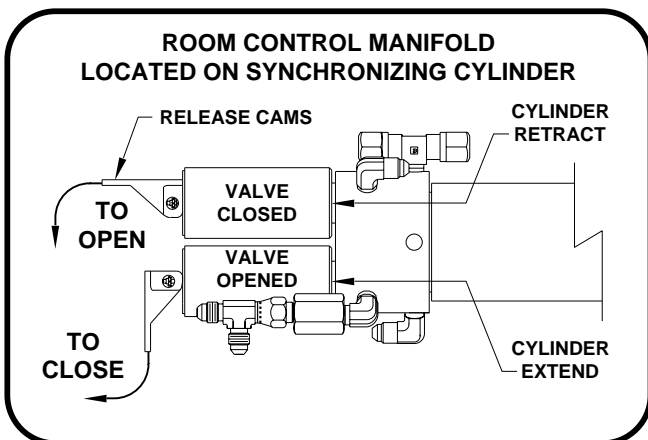 ROOM CONTROL MANIFOLD
LOCATED ON SYNCHRONIZING CYLINDER
RELEASE CAMS
CYLINDER
RETRACT
VALVE
CLOSED
TO
OPEN
VALVE
OPENED
TO
CLOSE
CYLINDER
EXTEND